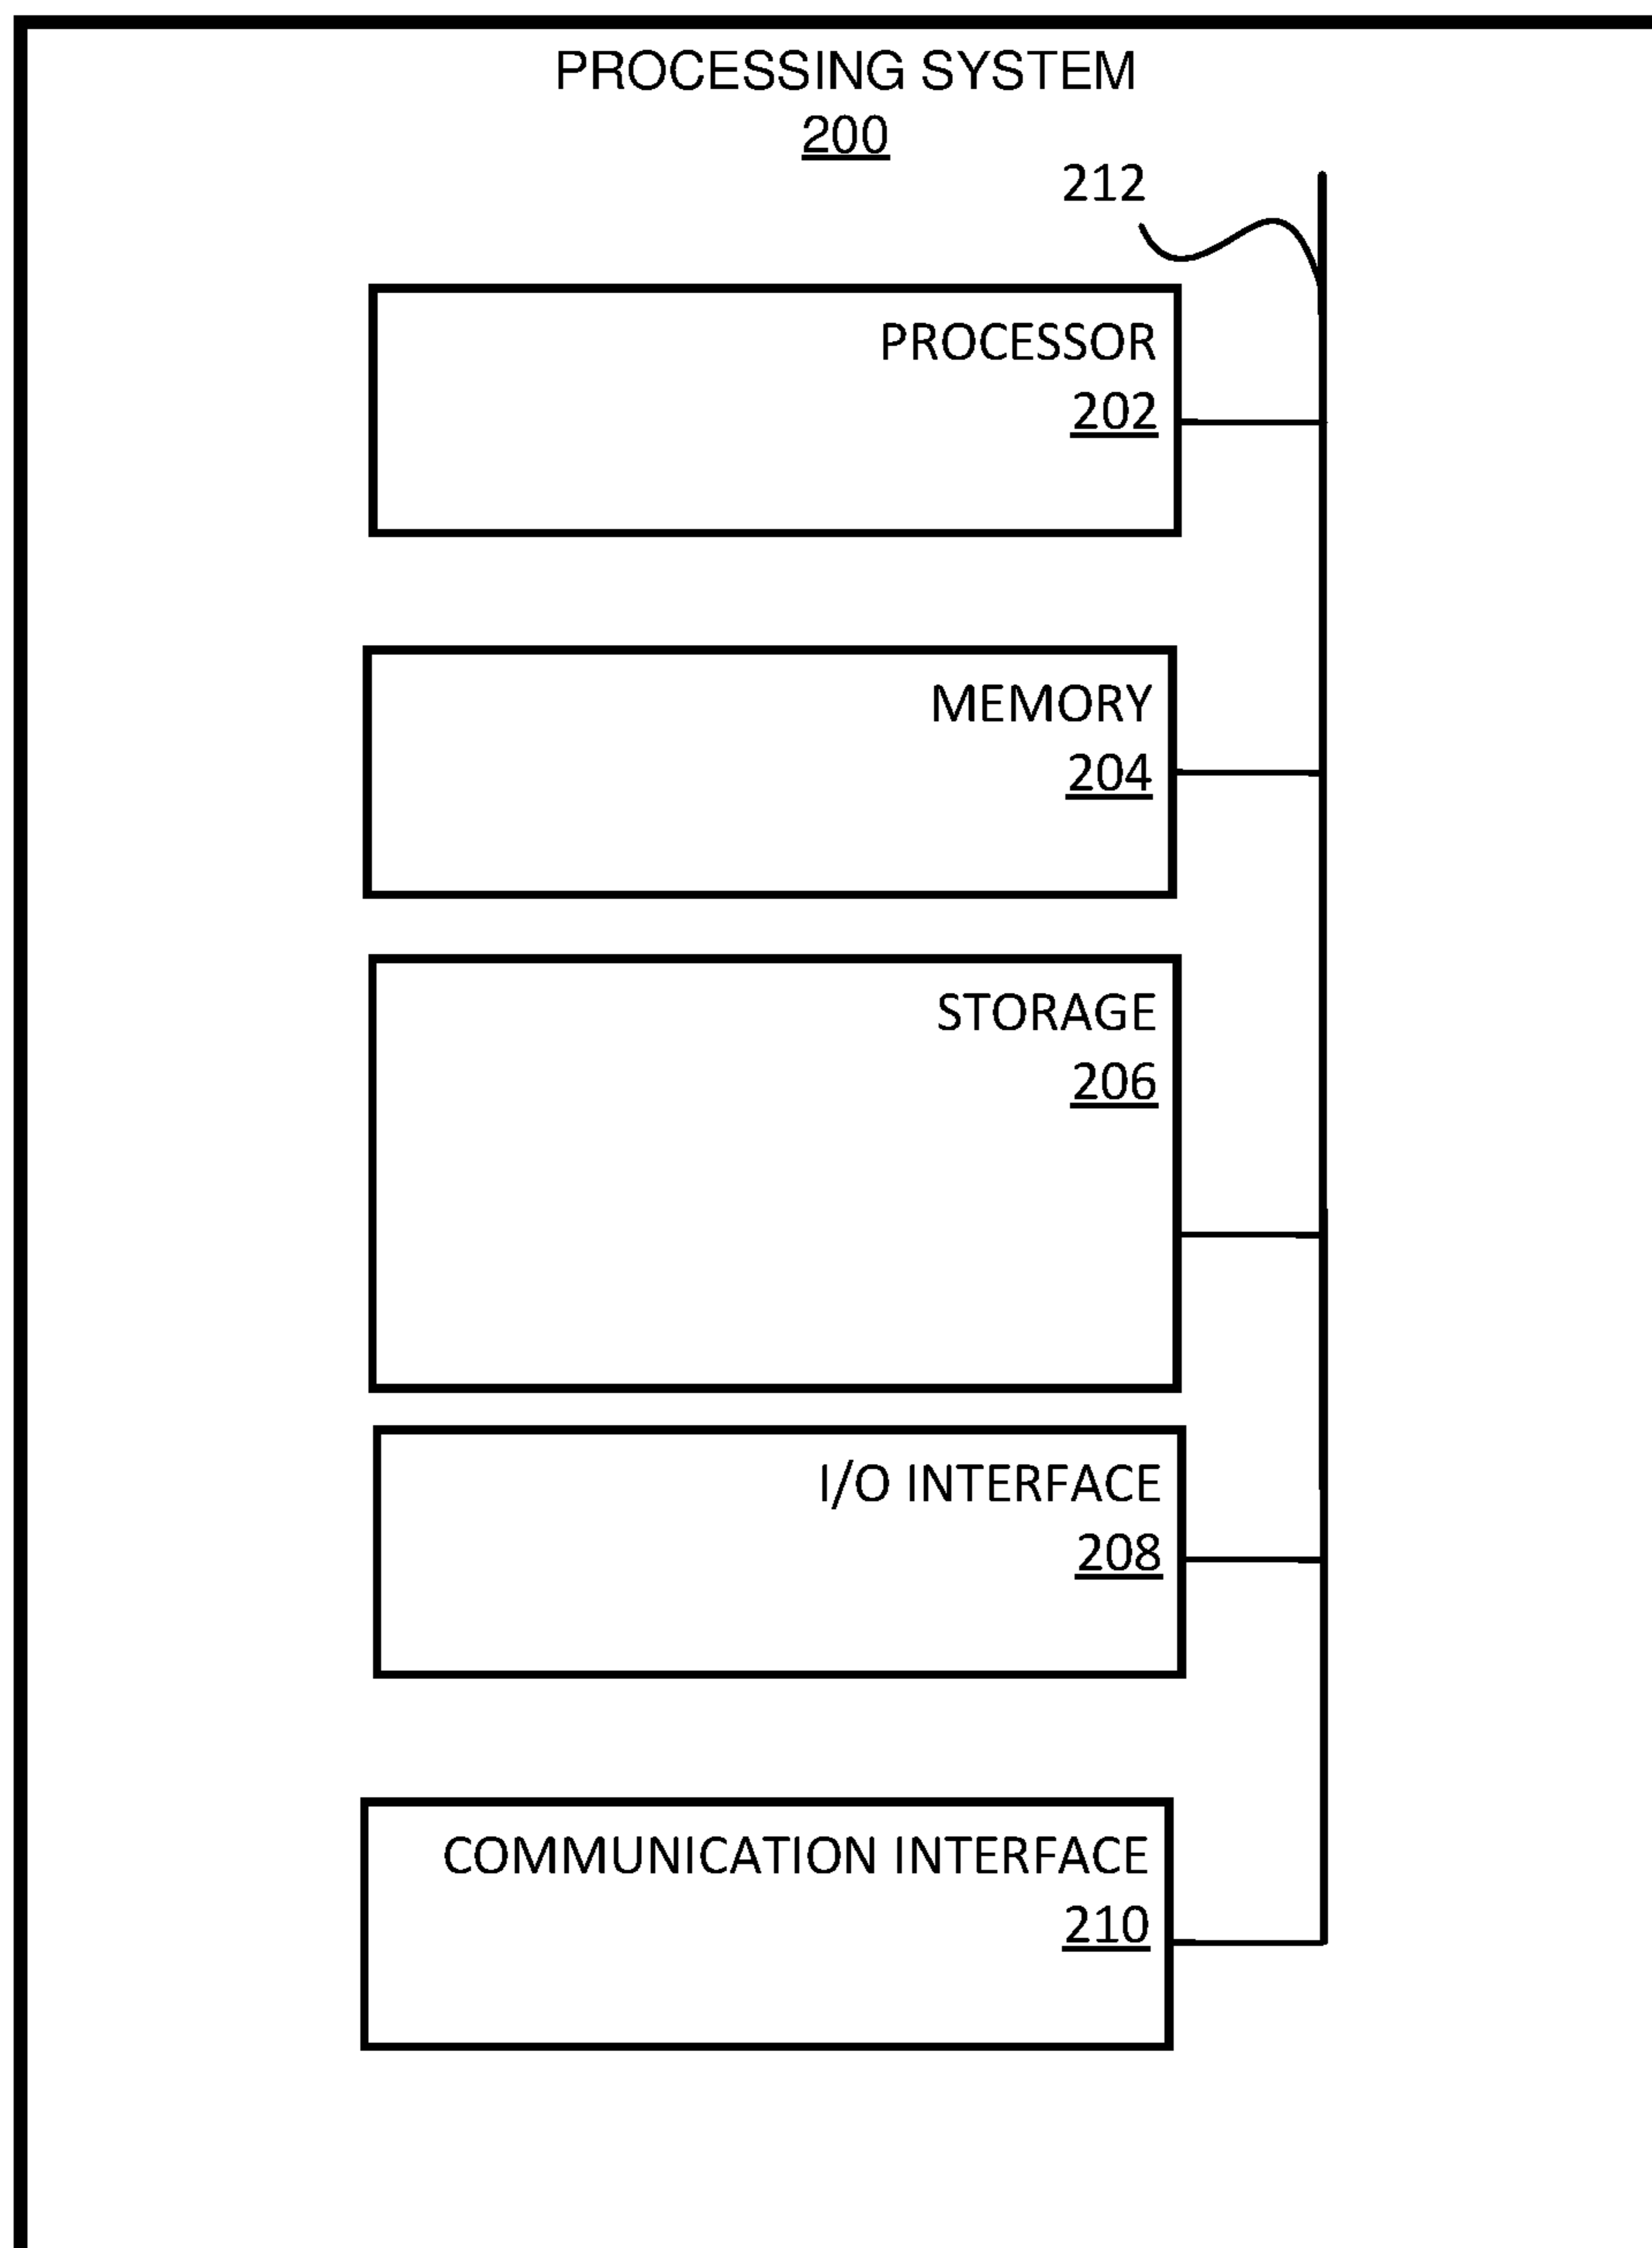 PROCESSING SYSTEM
200
212
PROCESSOR
202
MEMORY
204
STORAGE
206
I/O INTERFACE
208
COMMUNICATION INTERFACE
210